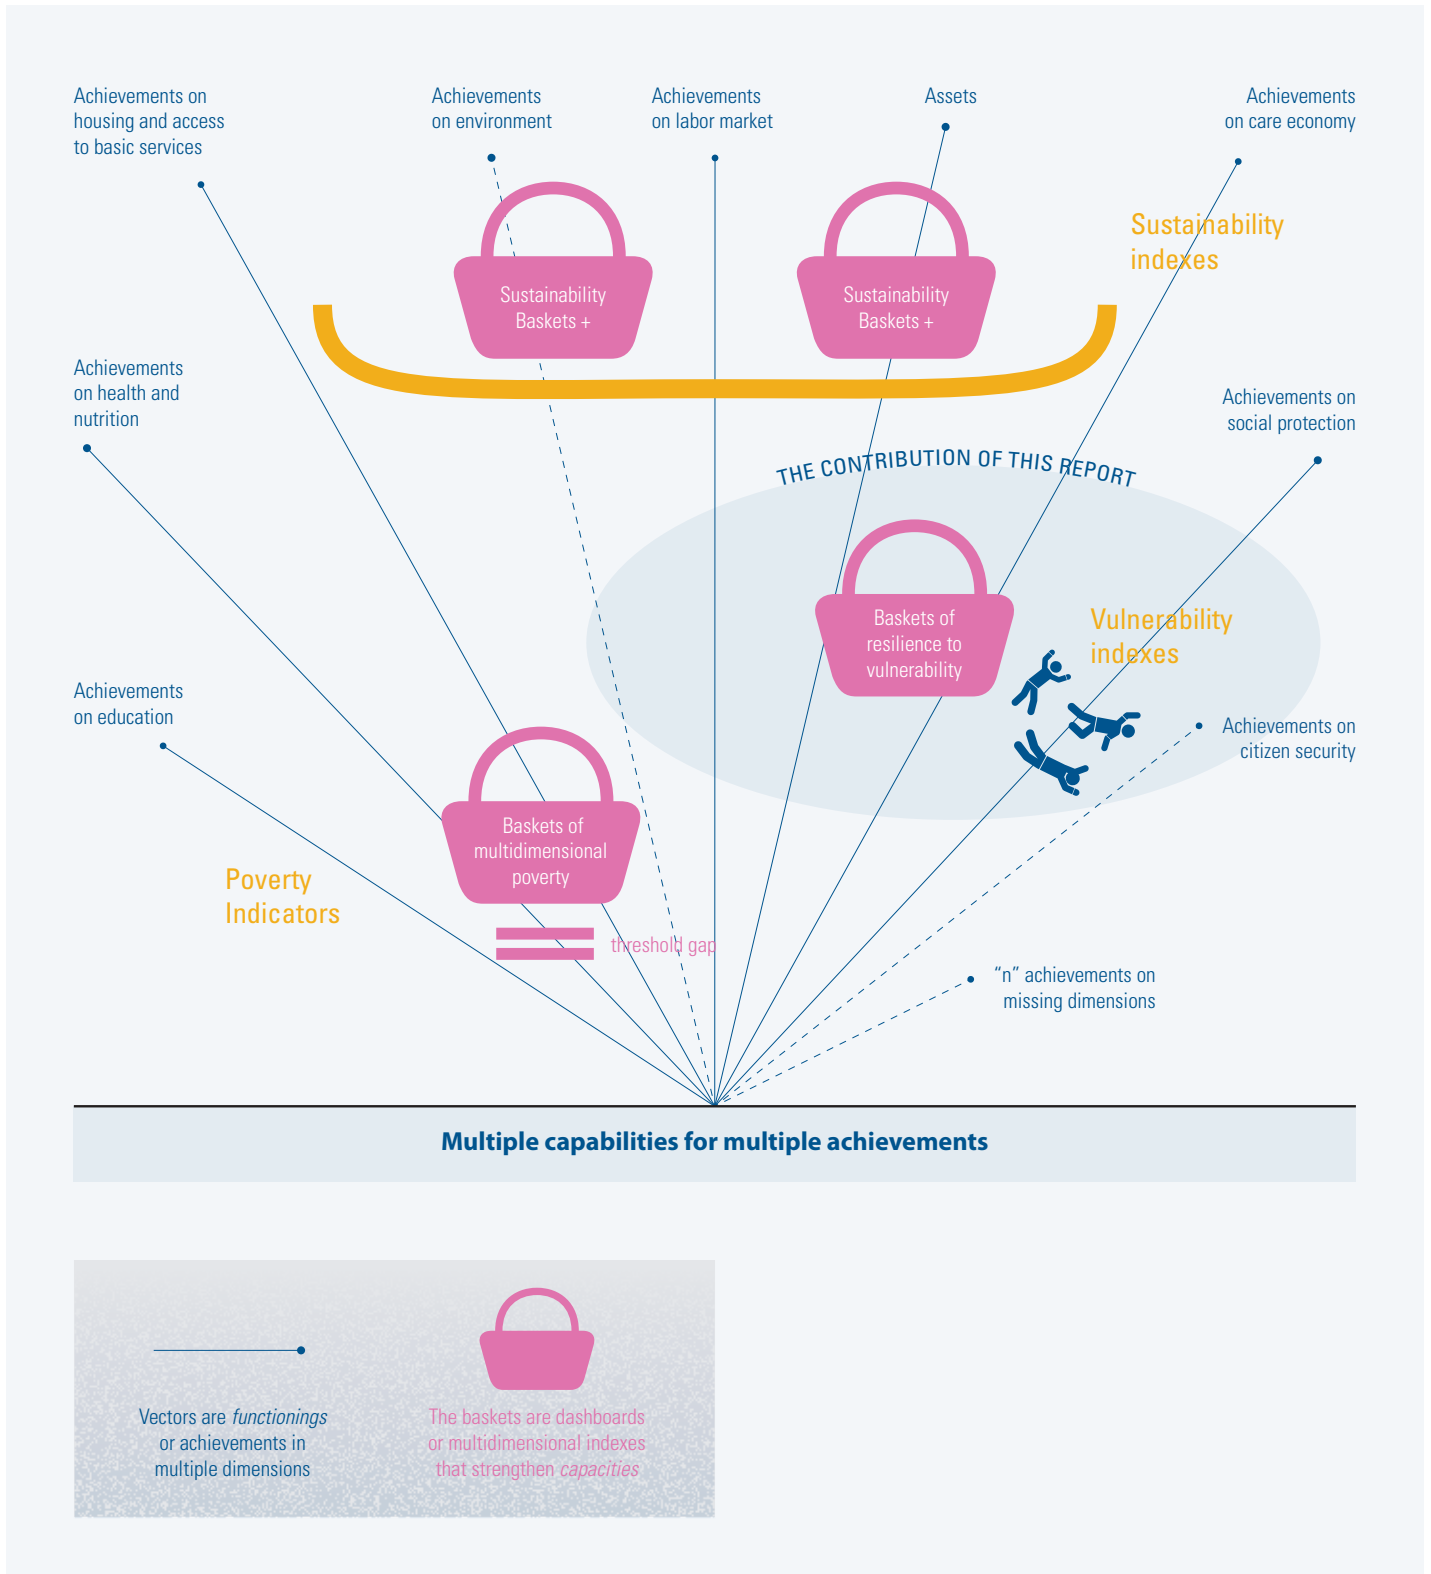 Achievements on
housing and access
to basic services
Achievements
on environment
Achievements
on labor market
Assets
Achievements
on care economy
Sustainability
indexes
Sustainability
Baskets +
Sustainability
Baskets +
Achievements
on health and
nutrition
Achievements on
social protection
THE CONTRIBUTION OF THIS REPORT
Baskets of
resilience to
vulnerability
Vulnerability
indexes
Achievements
on education
Achievements on
citizen security
Baskets of
multidimensional
poverty
Poverty
Indicators
threshold gap
“n” achievements on
missing dimensions
Multiple capabilities for multiple achievements
Vectors are functionings
or achievements in
multiple dimensions
The baskets are dashboards
or multidimensional indexes
that strengthen capacities